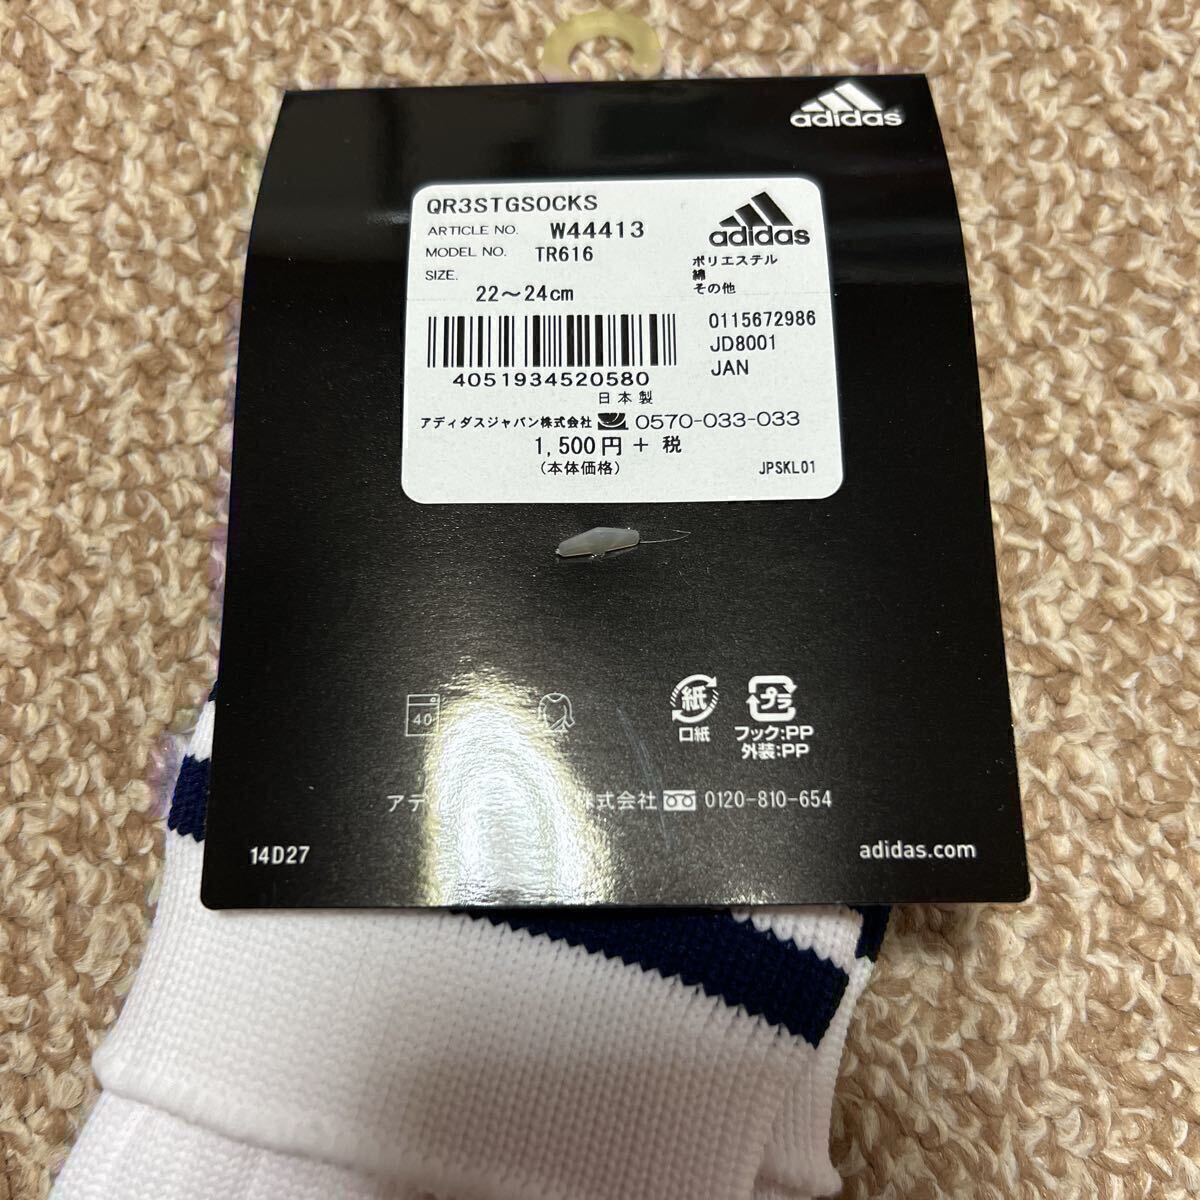 adidas
QR3STGSOCKS
ARTICLE NO. W44413
adidas
MODEL NO. TR616
SIZE.
22〜24cm
ポリエステル
綿
その他
0115672986
JD8001
JAN
4051934520580
日本製
アディダスジャパン株式会社 0570-033-033
1,500円 + 税
(本体価格)
JPSKL01
40
紙
口紙
プラ
フック:PP
外装:PP
アデ 株式会社 0120-810-654
14D27
adidas.com